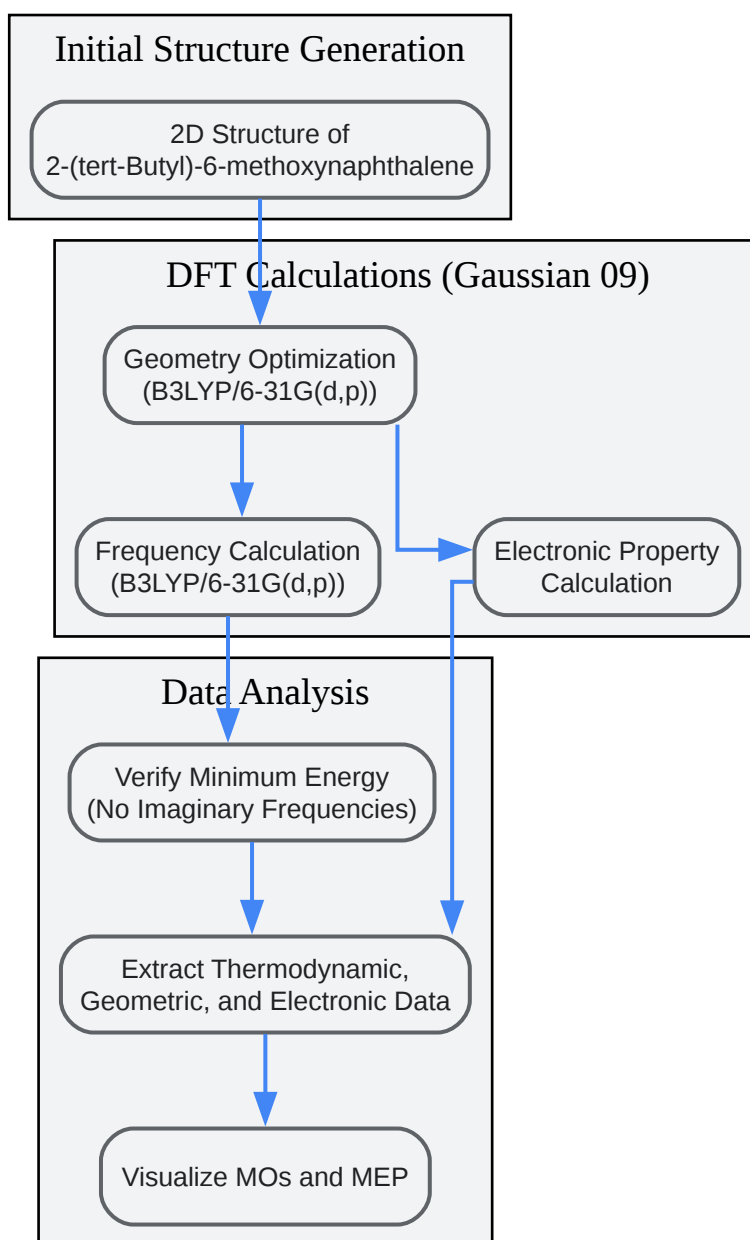 Initial Structure Generation
2D Structure of
2-(tert-Butyl)-6-methoxynaphthalene
DFT Calculations (Gaussian 09)
Geometry Optimization
(B3LYP/6-31G(d,p))
Frequency Calculation
(B3LYP/6-31G(d,p))
Electronic Property
Calculation
Data Analysis
Verify Minimum Energy
(No Imaginary Frequencies)
Extract Thermodynamic,
Geometric, and Electronic Data
Visualize MOs and MEP